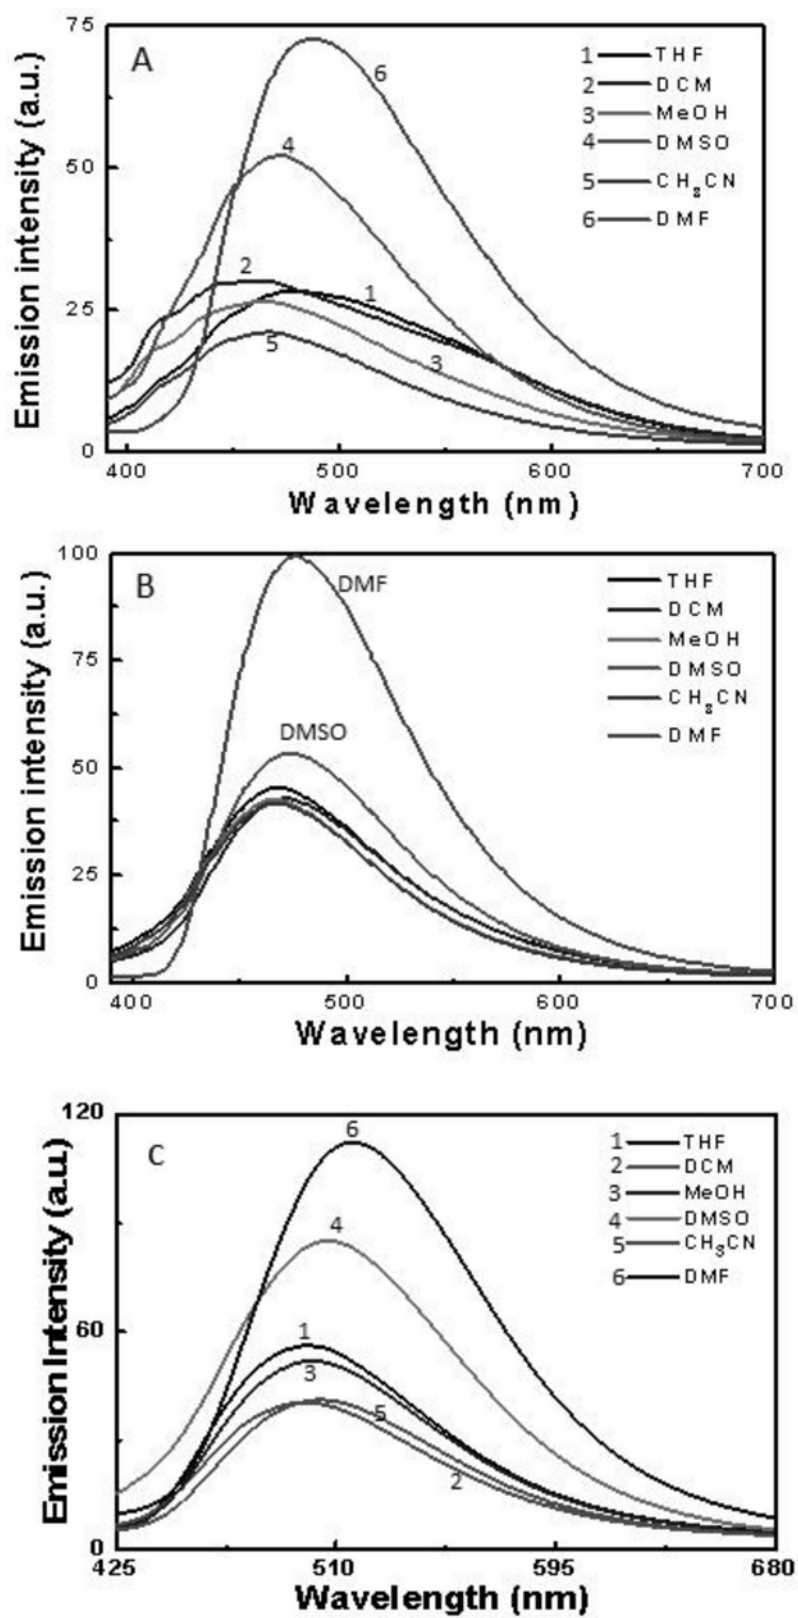 A
Emission intensity (a.u.)
75
50
25
0
1 THF
2 DCM
3 MeOH
4 DMSO
5 CH3CN
6 DMF
6
4
2
1
3
5
400 500 600 700
Wavelength (nm)
B
Emission intensity (a.u.)
100
75
50
25
0
THF
DCM
MeOH
DMSO
CH3CN
DMF
DMF
DMSO
400 500 600 700
Wavelength (nm)
C
Emission Intensity (a.u.)
120
60
0
1 THF
2 DCM
3 MeOH
4 DMSO
5 CH3CN
6 DMF
6
4
1
3
5
2
425 510 595 680
Wavelength (nm)